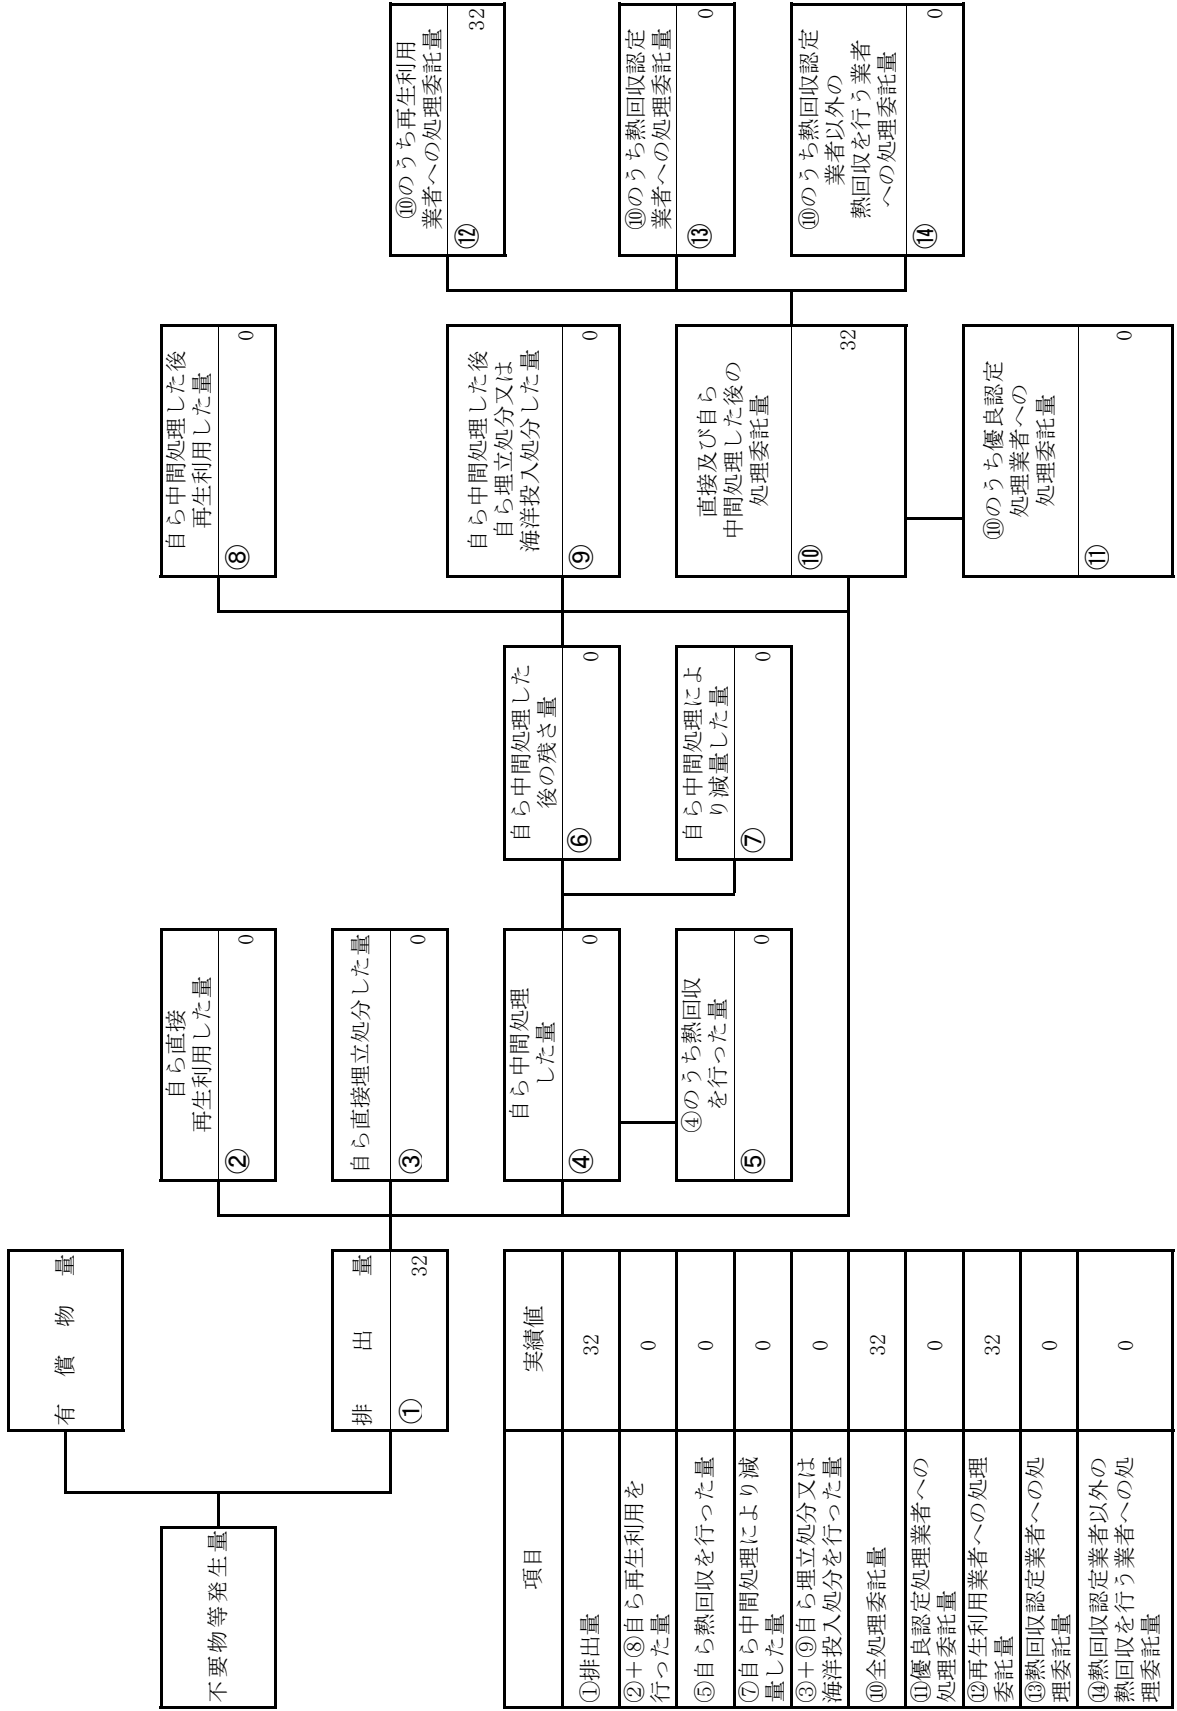 不要物等発生量
有償物量
排出量
① 32
自ら直接
再生利用した量
② 0
自ら直接埋立処分した量
③ 0
自ら中間処理
した量
④ 0
④のうち熱回収
を行った量
⑤ 0
自ら中間処理した
後の残さ量
⑥ 0
自ら中間処理によ
り減量した量
⑦ 0
自ら中間処理した後
再生利用した量
⑧ 0
自ら中間処理した後
自ら埋立処分又は
海洋投入処分した量
⑨ 0
直接及び自ら
中間処理した後の
処理委託量
⑩ 32
⑩のうち優良認定
処理業者への
処理委託量
⑪ 0
⑩のうち再生利用
業者への処理委託量
⑫ 32
⑩のうち熱回収認定
業者への処理委託量
⑬ 0
⑩のうち熱回収認定
業者以外の
熱回収を行う業者
への処理委託量
⑭ 0
項目 実績値
①排出量 32
②+⑧自ら再生利用を
行った量 0
⑤自ら熱回収を行った量 0
⑦自ら中間処理により減
量した量 0
③+⑨自ら埋立処分又は
海洋投入処分を行った量 0
⑩全処理委託量 32
⑪優良認定処理業者への
処理委託量 0
⑫再生利用業者への処理
委託量 32
⑬熱回収認定業者への処
理委託量 0
⑭熱回収認定業者以外の
熱回収を行う業者への処
理委託量 0